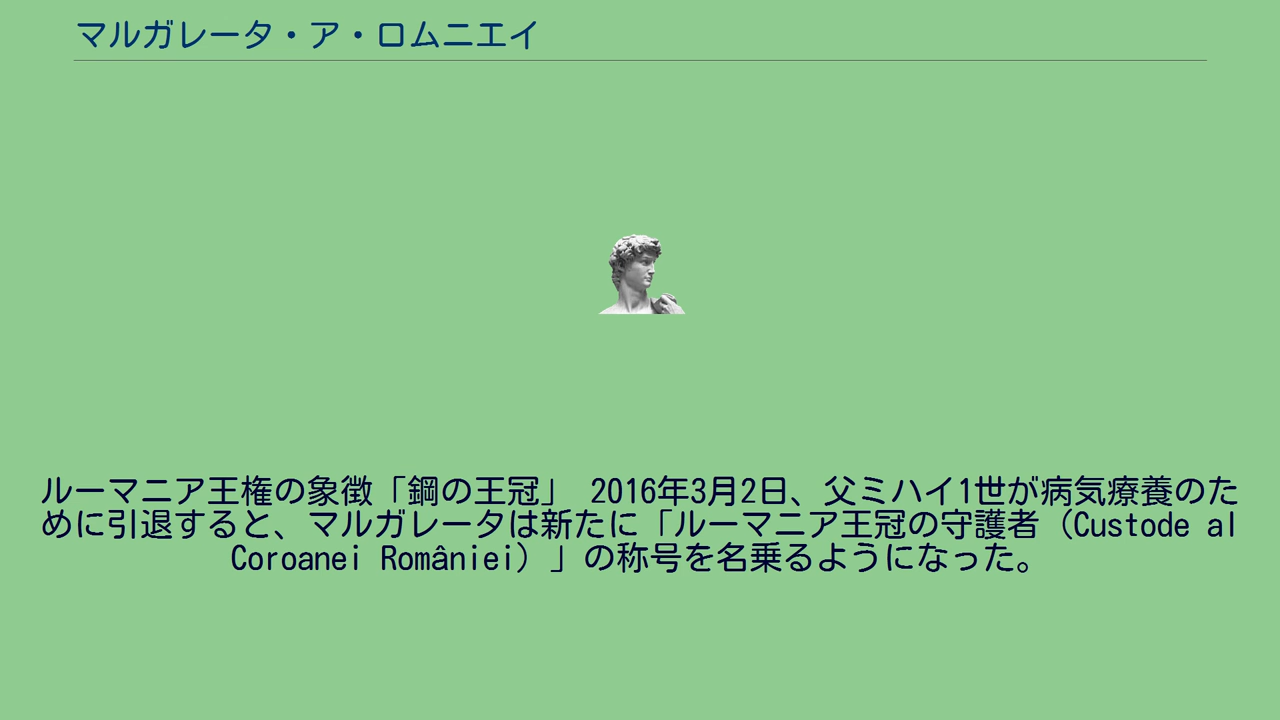 マルガレータ・ア・ロムニエイ
ルーマニア王権の象徴「鋼の王冠」 2016年3月2日、父ミハイ1世が病気療養のた
めに引退すると、マルガレータは新たに「ルーマニア王冠の守護者（Custode al
Coroanei României）」の称号を名乗るようになった。